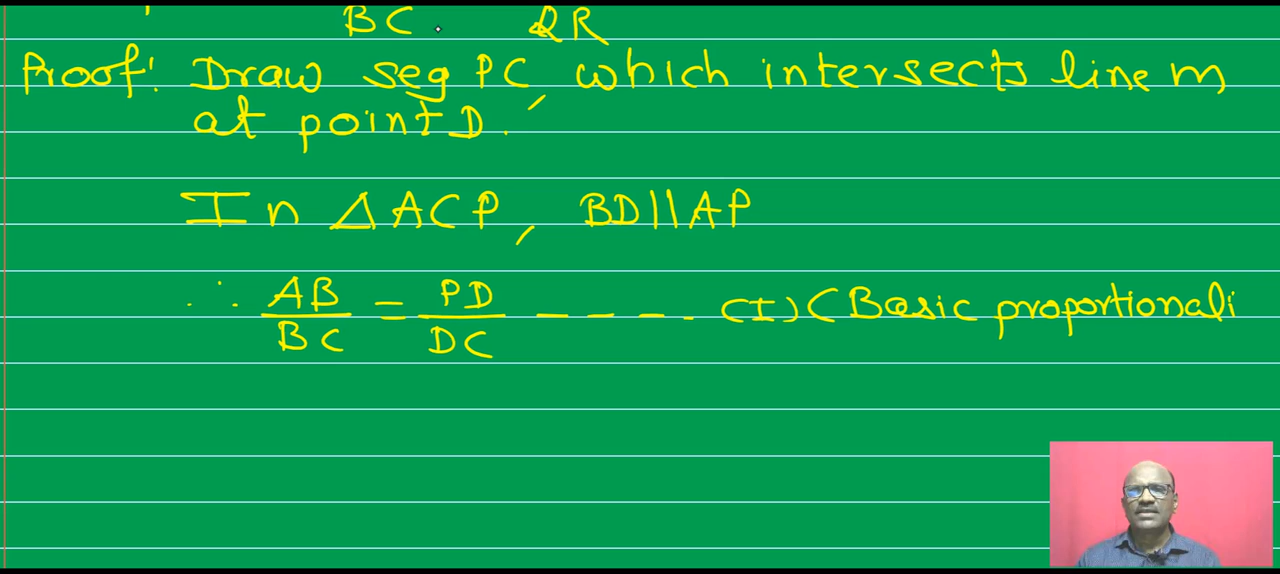 BC. QR
Proof: Draw seg PC, which intersects line m,
at point D.
In △ACP, BD||AP
∴ AB/BC = PD/DC ---- (I) (Basic proportionali